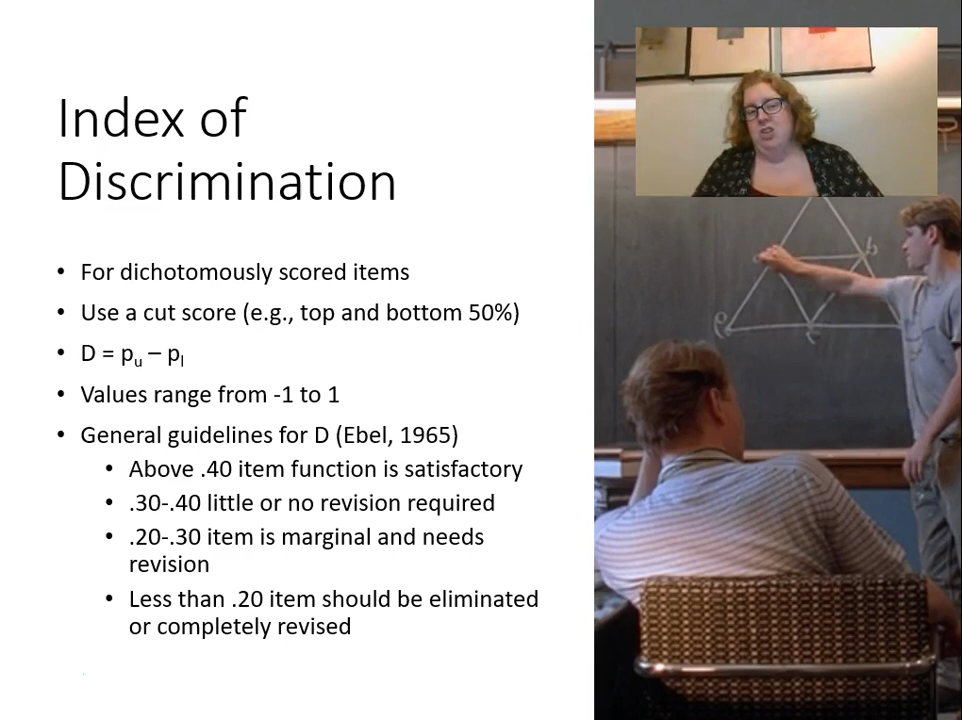 Index of
Discrimination
• For dichotomously scored items
• Use a cut score (e.g., top and bottom 50%)
• D = pu – pl
• Values range from -1 to 1
• General guidelines for D (Ebel, 1965)
• Above .40 item function is satisfactory
• .30-.40 little or no revision required
• .20-.30 item is marginal and needs
revision
• Less than .20 item should be eliminated
or completely revised